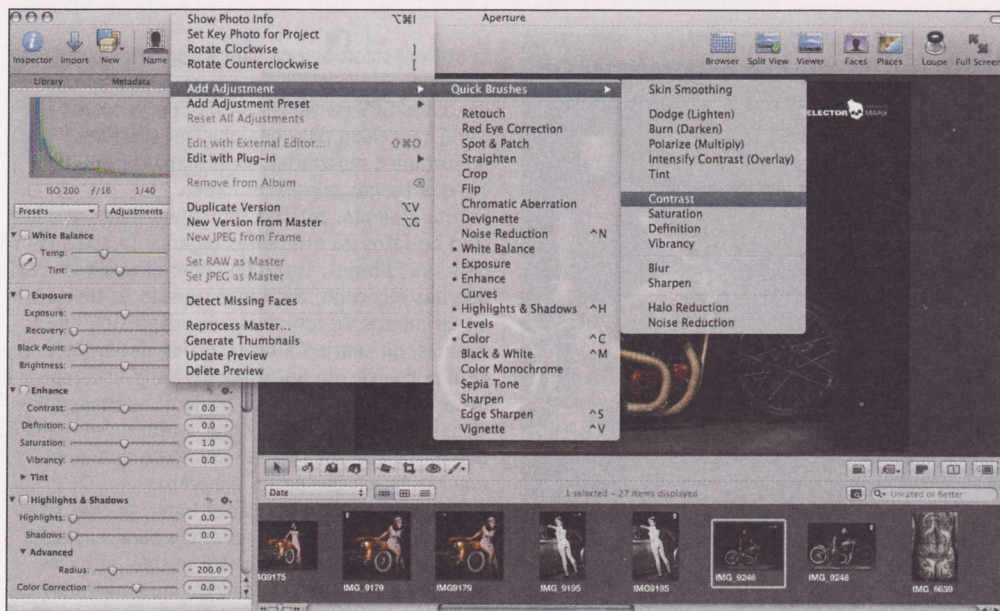 Aperture
Inspector Import New Name
Browser Split View Viewer Faces Places Loupe Full Screen
Library Metadata
ISO 200 f/16 1/40
Presets Adjustments
White Balance
Temp:
Tint:
Exposure
Exposure:
Recovery:
Black Point:
Brightness:
Enhance
Contrast: 0.0
Definition: 0.0
Saturation: 1.0
Vibrancy: 0.0
Tint
Highlights & Shadows
Highlights: 0.0
Shadows: 0.0
Advanced
Radius: 200.0
Color Correction: 0.0
Show Photo Info ⌥⌘I
Set Key Photo for Project
Rotate Clockwise ]
Rotate Counterclockwise [
Add Adjustment
Add Adjustment Preset
Reset All Adjustments
Edit with External Editor... ⇧⌘O
Edit with Plug-in
Remove from Album ⌫
Duplicate Version ⌥V
New Version from Master ⌥G
New JPEG from Frame
Set RAW as Master
Set JPEG as Master
Detect Missing Faces
Reprocess Master...
Generate Thumbnails
Update Preview
Delete Preview
Quick Brushes
Retouch
Red Eye Correction
Spot & Patch
Straighten
Crop
Flip
Chromatic Aberration
Devignette
Noise Reduction ^N
• White Balance
• Exposure
• Enhance
Curves
• Highlights & Shadows ^H
• Levels
• Color ^C
Black & White ^M
Color Monochrome
Sepia Tone
Sharpen
Edge Sharpen ^S
Vignette ^V
Skin Smoothing
Dodge (Lighten)
Burn (Darken)
Polarize (Multiply)
Intensify Contrast (Overlay)
Tint
Contrast
Saturation
Definition
Vibrancy
Blur
Sharpen
Halo Reduction
Noise Reduction
ELECTOR MARX
Date
1 selected – 27 items displayed
Unrated or Better
MG9175 IMG_9179 IMG9179 IMG_9195 IMG9195 IMG_9246 IMG_9248 IMG_9639